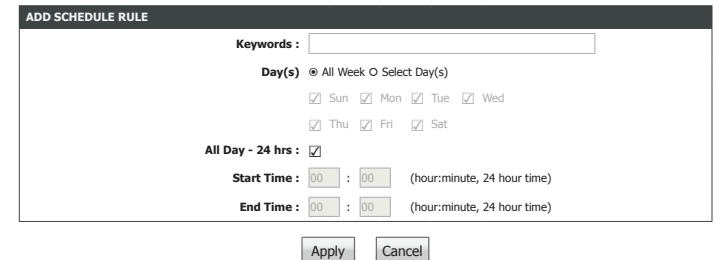 ADD SCHEDULE RULE
Keywords :
Day(s) All Week Select Day(s)
Sun Mon Tue Wed
Thu Fri Sat
All Day - 24 hrs :
Start Time : 00 : 00 (hour:minute, 24 hour time)
End Time : 00 : 00 (hour:minute, 24 hour time)
Apply Cancel